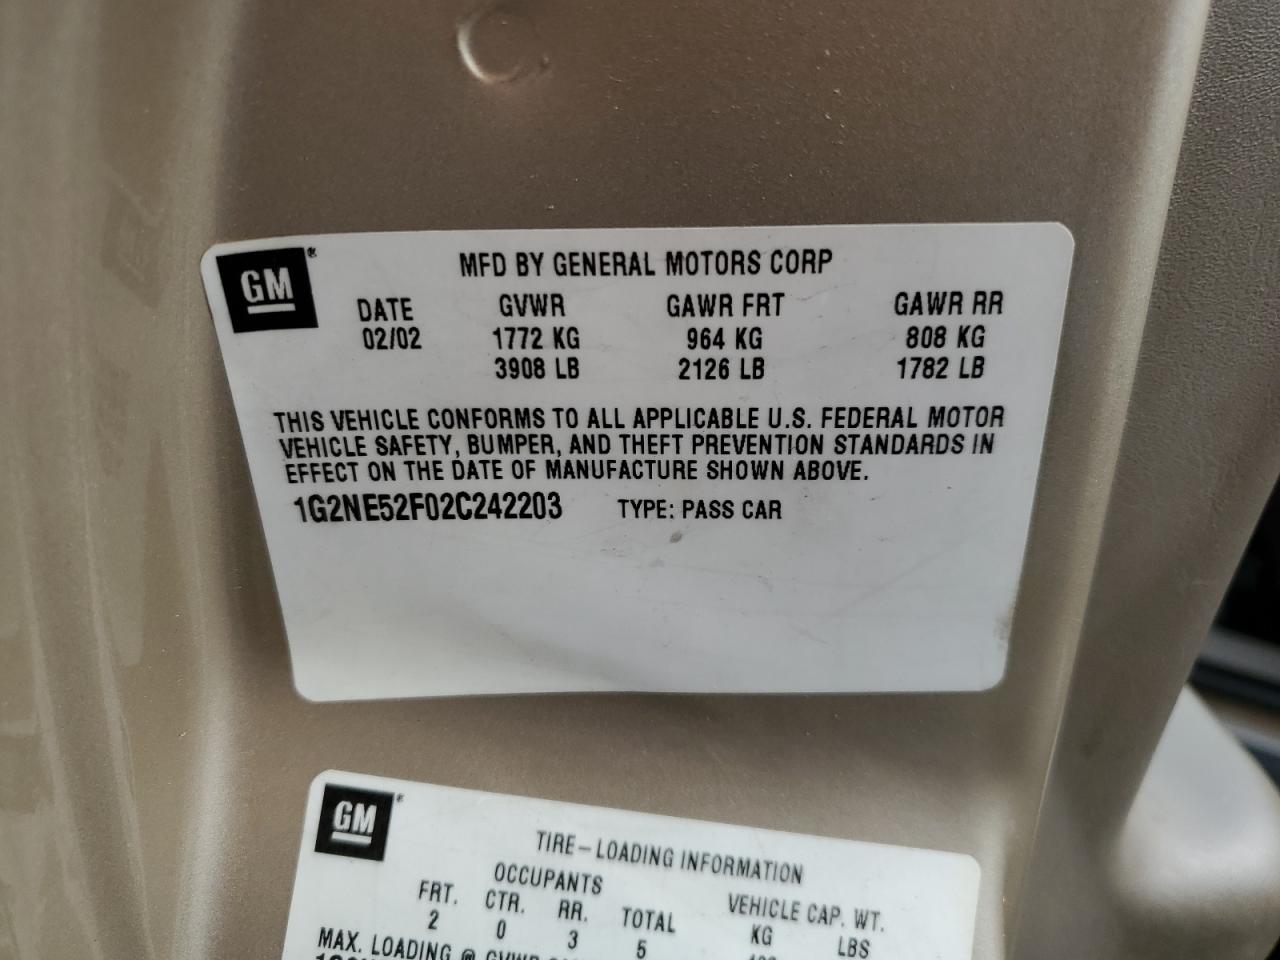 GM®
MFD BY GENERAL MOTORS CORP
DATE GVWR GAWR FRT GAWR RR
02/02 1772 KG 964 KG 808 KG
3908 LB 2126 LB 1782 LB
THIS VEHICLE CONFORMS TO ALL APPLICABLE U.S. FEDERAL MOTOR
VEHICLE SAFETY, BUMPER, AND THEFT PREVENTION STANDARDS IN
EFFECT ON THE DATE OF MANUFACTURE SHOWN ABOVE.
1G2NE52F02C242203 TYPE: PASS CAR
GM®
TIRE–LOADING INFORMATION
OCCUPANTS VEHICLE CAP. WT.
FRT. CTR. RR. TOTAL KG LBS
2 0 3 5
MAX. LOADING @ GVWR